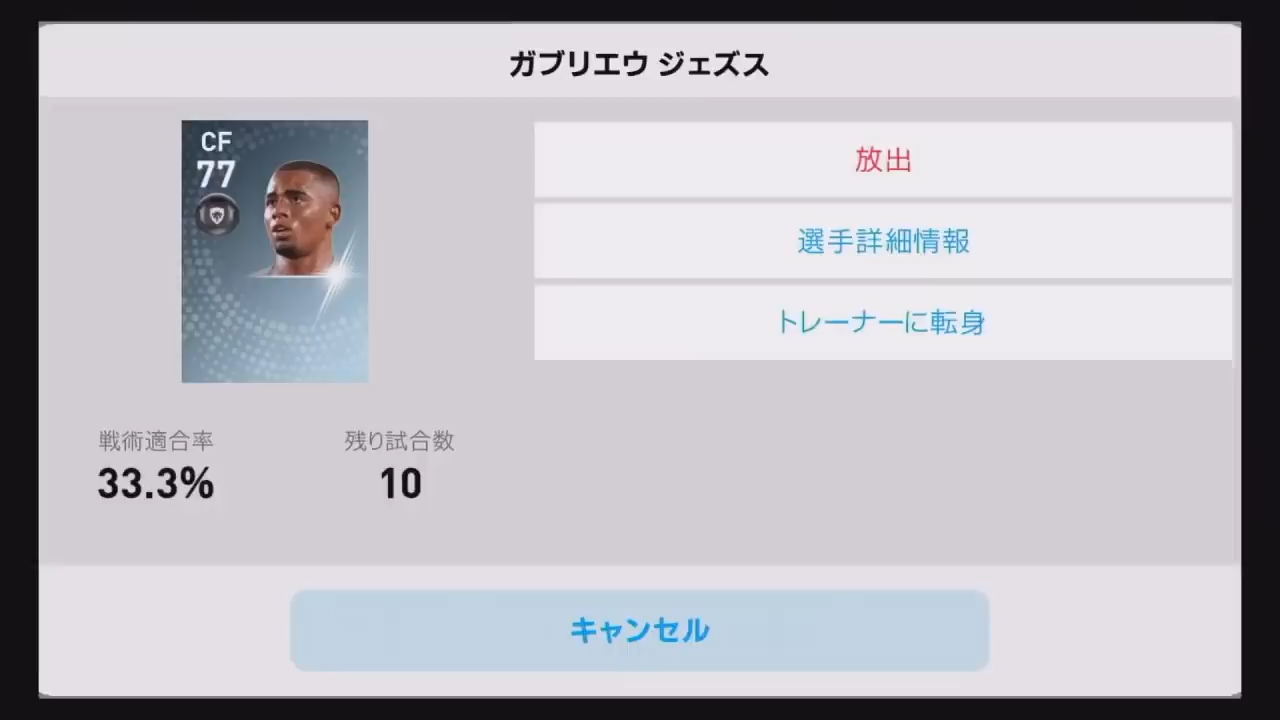 ガブリエウ ジェズス
CF
77
放出
選手詳細情報
トレーナーに転身
戦術適合率
残り試合数
33.3%
10
キャンセル